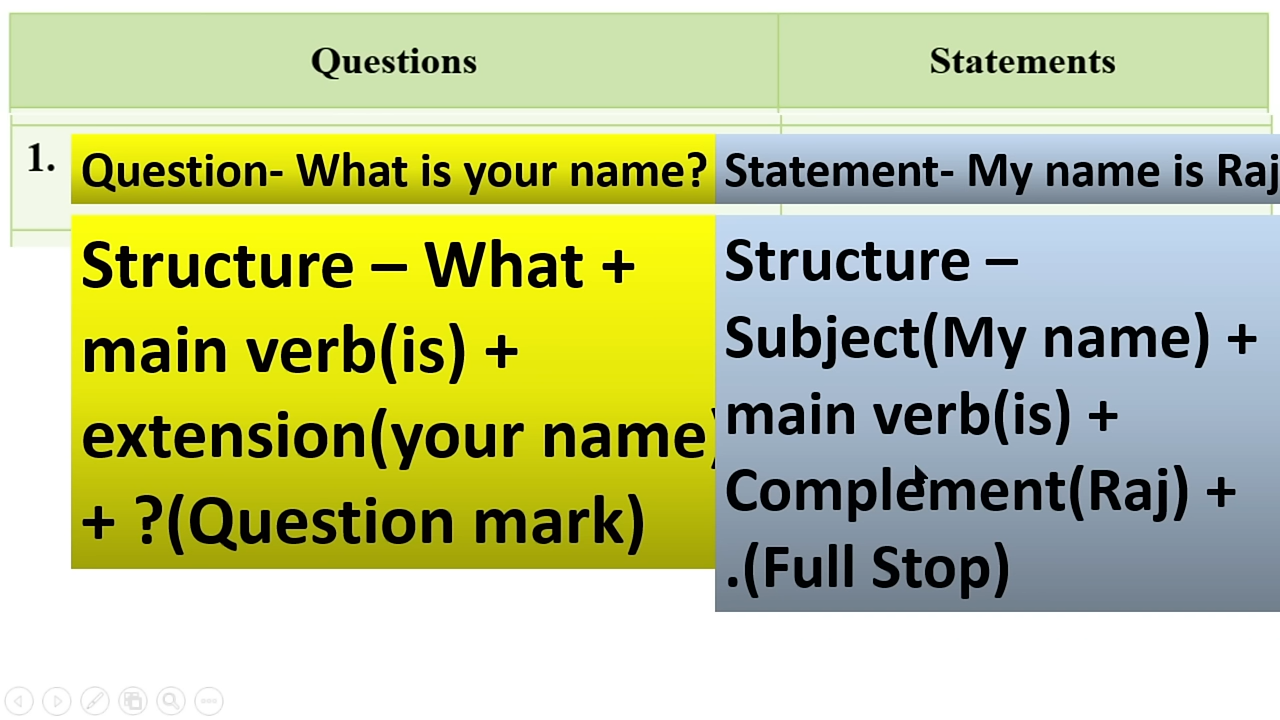 Questions
Statements
1.
Question- What is your name?
Statement- My name is Raj
Structure – What +
main verb(is) +
extension(your name)
+ ?(Question mark)
Structure –
Subject(My name) +
main verb(is) +
Complement(Raj) +
.(Full Stop)